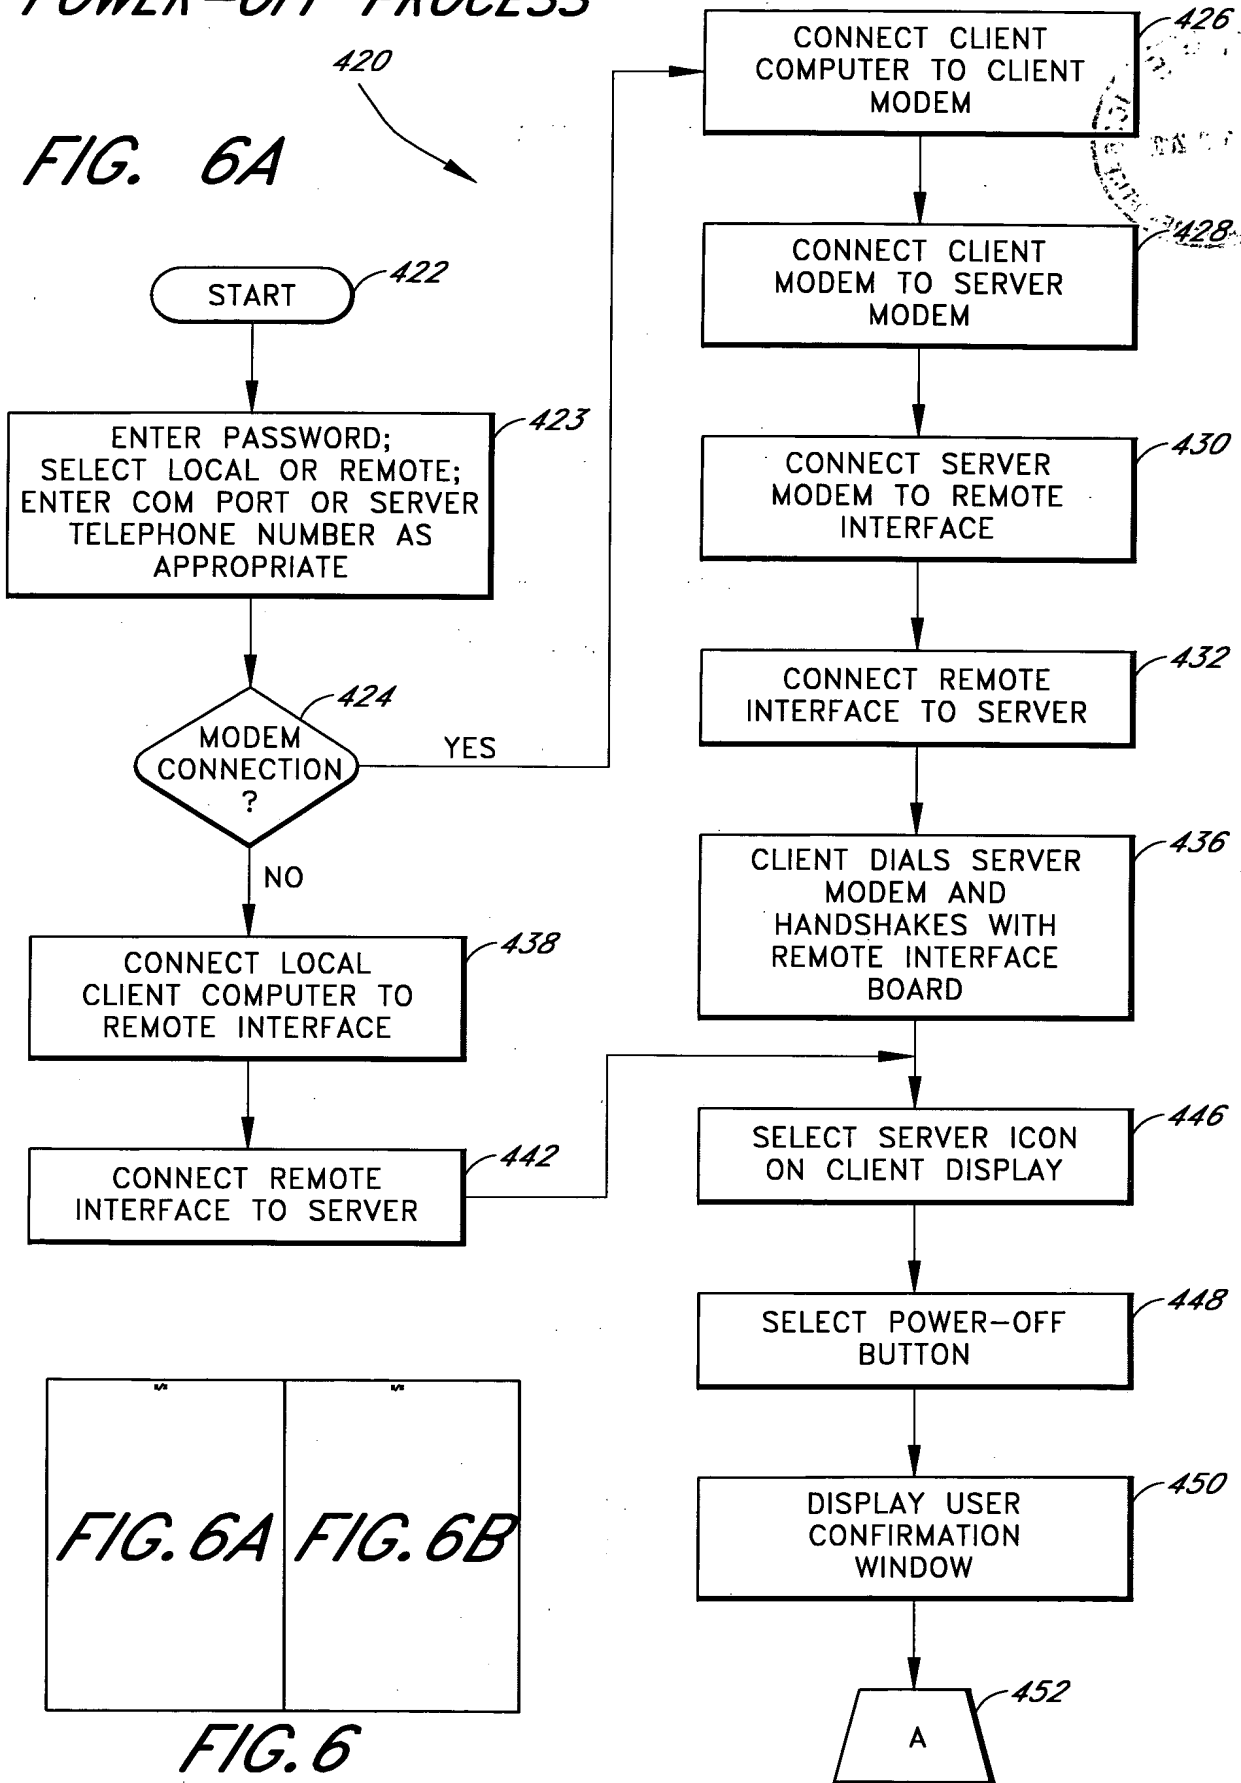 POWER-OFF PROCESS
420
FIG. 6A
START
422
ENTER PASSWORD;
SELECT LOCAL OR REMOTE;
ENTER COM PORT OR SERVER
TELEPHONE NUMBER AS
APPROPRIATE
423
MODEM
CONNECTION
?
424
YES
NO
CONNECT LOCAL
CLIENT COMPUTER TO
REMOTE INTERFACE
438
CONNECT REMOTE
INTERFACE TO SERVER
442
CONNECT CLIENT
COMPUTER TO CLIENT
MODEM
426
CONNECT CLIENT
MODEM TO SERVER
MODEM
428
CONNECT SERVER
MODEM TO REMOTE
INTERFACE
430
CONNECT REMOTE
INTERFACE TO SERVER
432
CLIENT DIALS SERVER
MODEM AND
HANDSHAKES WITH
REMOTE INTERFACE
BOARD
436
SELECT SERVER ICON
ON CLIENT DISPLAY
446
SELECT POWER-OFF
BUTTON
448
DISPLAY USER
CONFIRMATION
WINDOW
450
A
452
FIG. 6A
FIG. 6B
FIG. 6